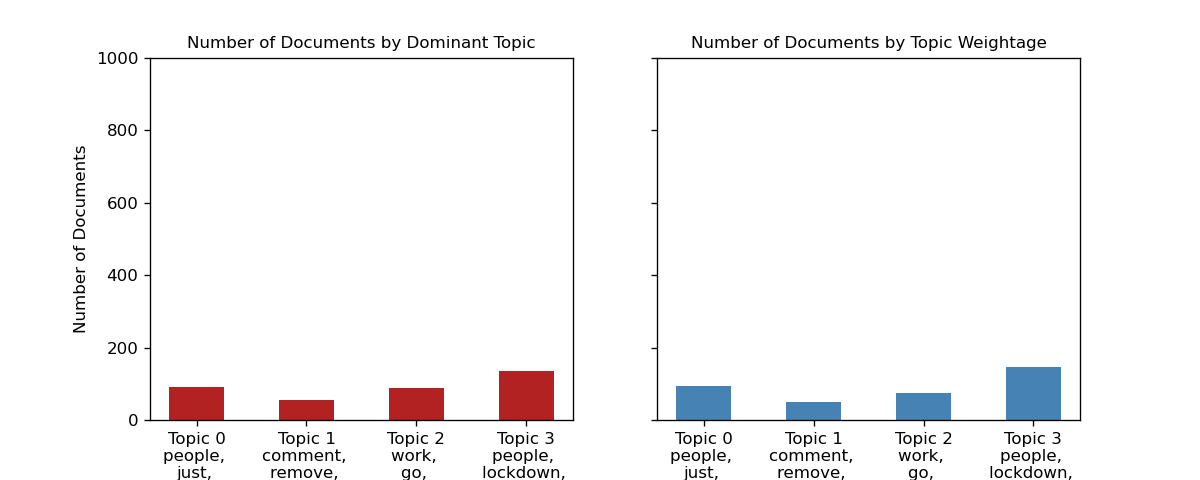 Number of Documents by Dominant Topic
Number of Documents by Topic Weightage
Number of Documents
1000
800
600
400
200
0
Topic 0
people,
just,
Topic 1
comment,
remove,
Topic 2
work,
go,
Topic 3
people,
lockdown,
Topic 0
people,
just,
Topic 1
comment,
remove,
Topic 2
work,
go,
Topic 3
people,
lockdown,